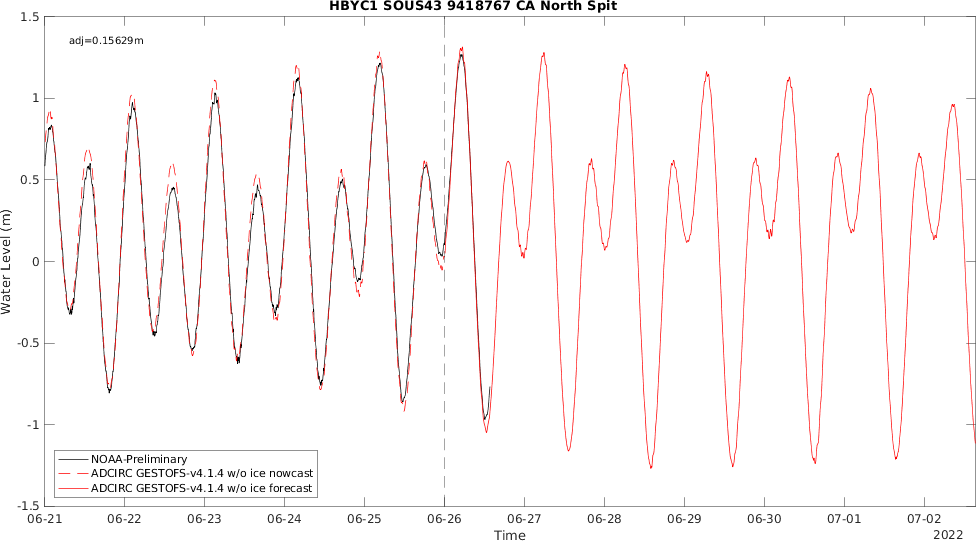 HBYC1 SOUS43 9418767 CA North Spit
adj=0.15629m
1.5
1
0.5
0
-0.5
-1
-1.5
Water Level (m)
NOAA-Preliminary
ADCIRC GESTOFS-v4.1.4 w/o ice nowcast
ADCIRC GESTOFS-v4.1.4 w/o ice forecast
06-21 06-22 06-23 06-24 06-25 06-26 06-27 06-28 06-29 06-30 07-01 07-02
Time
2022